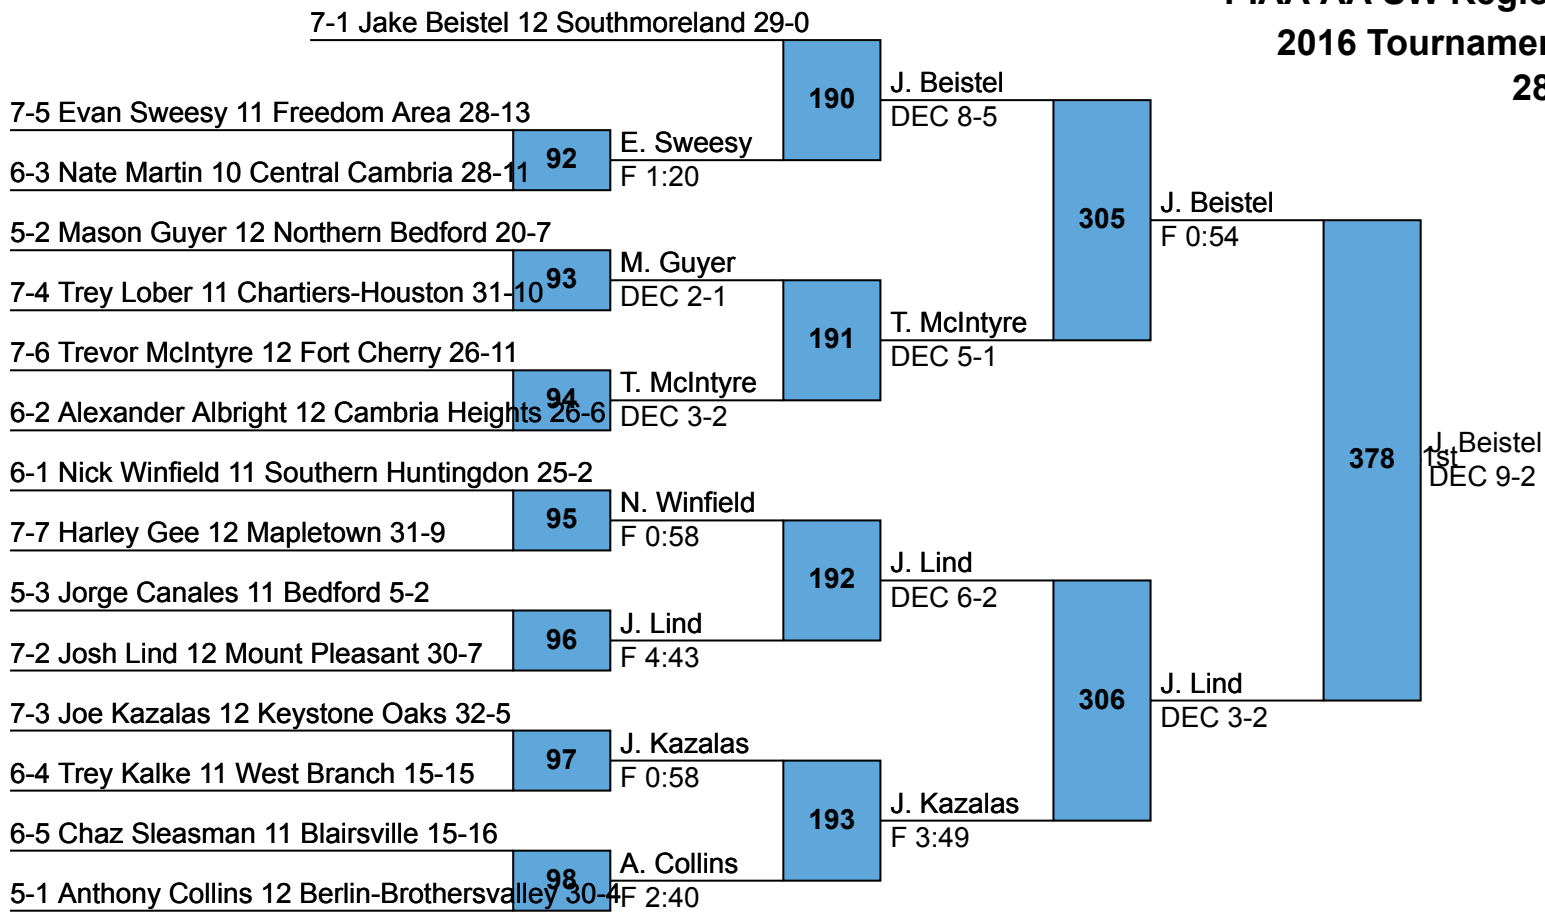 2016 Tournamen
28
7-1 Jake Beistel 12 Southmoreland 29-0
190
J. Beistel
DEC 8-5
7-5 Evan Sweesy 11 Freedom Area 28-13
92
E. Sweesy
F 1:20
6-3 Nate Martin 10 Central Cambria 28-11
305
J. Beistel
F 0:54
5-2 Mason Guyer 12 Northern Bedford 20-7
93
M. Guyer
DEC 2-1
7-4 Trey Lober 11 Chartiers-Houston 31-10
191
T. McIntyre
DEC 5-1
7-6 Trevor McIntyre 12 Fort Cherry 26-11
94
T. McIntyre
DEC 3-2
6-2 Alexander Albright 12 Cambria Heights 26-6
378
1st
J. Beistel
DEC 9-2
6-1 Nick Winfield 11 Southern Huntingdon 25-2
95
N. Winfield
F 0:58
7-7 Harley Gee 12 Mapletown 31-9
192
J. Lind
DEC 6-2
5-3 Jorge Canales 11 Bedford 5-2
96
J. Lind
F 4:43
7-2 Josh Lind 12 Mount Pleasant 30-7
306
J. Lind
DEC 3-2
7-3 Joe Kazalas 12 Keystone Oaks 32-5
97
J. Kazalas
F 0:58
6-4 Trey Kalke 11 West Branch 15-15
193
J. Kazalas
F 3:49
6-5 Chaz Sleasman 11 Blairsville 15-16
98
A. Collins
F 2:40
5-1 Anthony Collins 12 Berlin-Brothersvalley 30-4